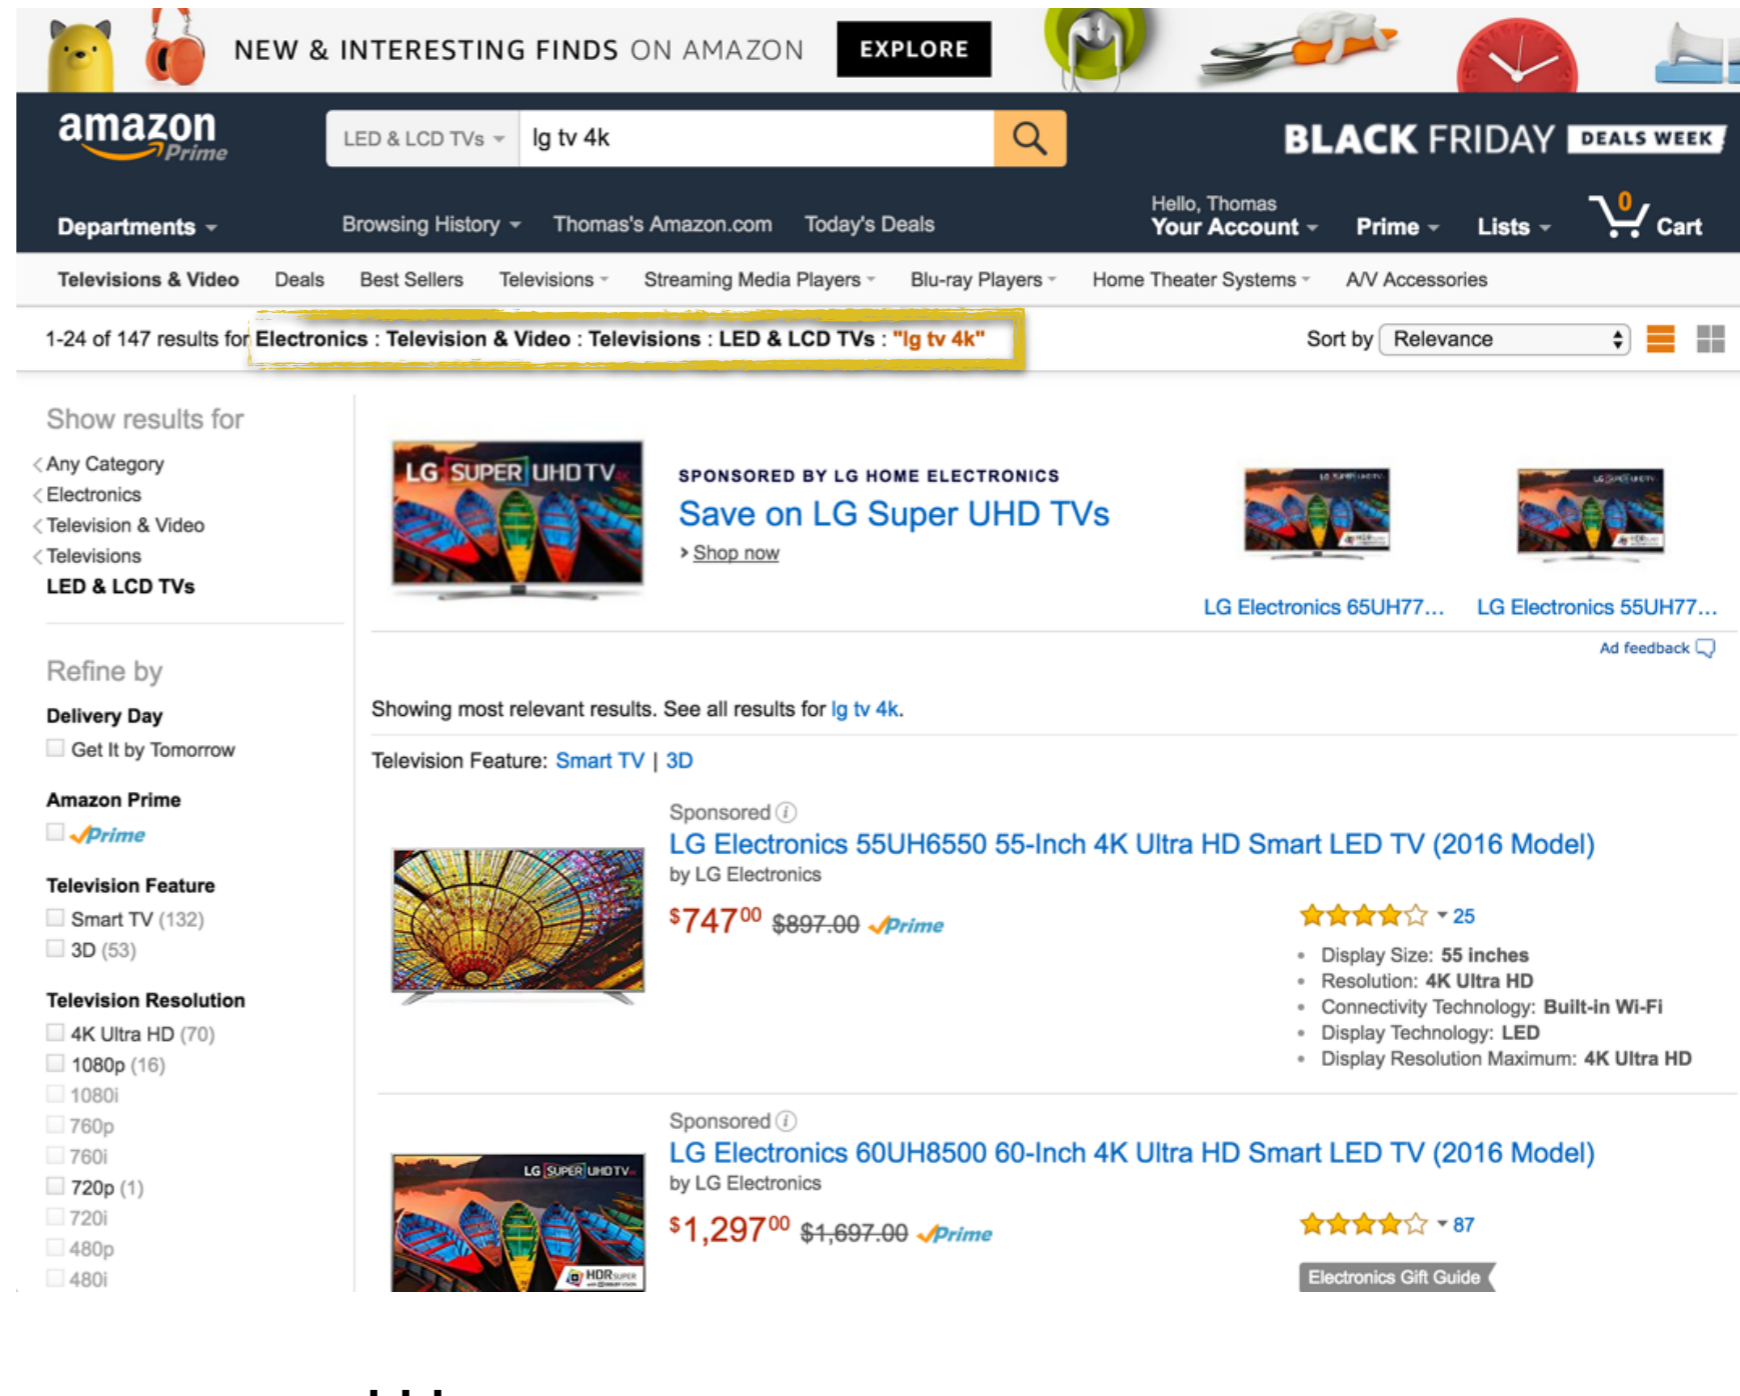 NEW & INTERESTING FINDS ON AMAZON EXPLORE
amazon Prime
LED & LCD TVs lg tv 4k
BLACK FRIDAY DEALS WEEK
Departments Browsing History Thomas's Amazon.com Today's Deals
Hello, Thomas
Your Account Prime Lists 0 Cart
Televisions & Video Deals Best Sellers Televisions Streaming Media Players Blu-ray Players Home Theater Systems A/V Accessories
1-24 of 147 results for Electronics : Television & Video : Televisions : LED & LCD TVs : "lg tv 4k" Sort by Relevance
Show results for
Any Category
Electronics
Television & Video
Televisions
LED & LCD TVs
Refine by
Delivery Day
Get It by Tomorrow
Amazon Prime
Prime
Television Feature
Smart TV (132)
3D (53)
Television Resolution
4K Ultra HD (70)
1080p (16)
1080i
760p
760i
720p (1)
720i
480p
480i
LG SUPER UHD TV 4K
SPONSORED BY LG HOME ELECTRONICS
Save on LG Super UHD TVs
Shop now
LG Electronics 65UH77...
LG Electronics 55UH77...
Ad feedback
Showing most relevant results. See all results for lg tv 4k.
Television Feature: Smart TV | 3D
Sponsored
LG Electronics 55UH6550 55-Inch 4K Ultra HD Smart LED TV (2016 Model)
by LG Electronics
$747 00 $897.00 Prime
25
Display Size: 55 inches
Resolution: 4K Ultra HD
Connectivity Technology: Built-in Wi-Fi
Display Technology: LED
Display Resolution Maximum: 4K Ultra HD
Sponsored
LG Electronics 60UH8500 60-Inch 4K Ultra HD Smart LED TV (2016 Model)
by LG Electronics
$1,297 00 $1,697.00 Prime
87
Electronics Gift Guide
LG SUPER UHD TV
HDR SUPER